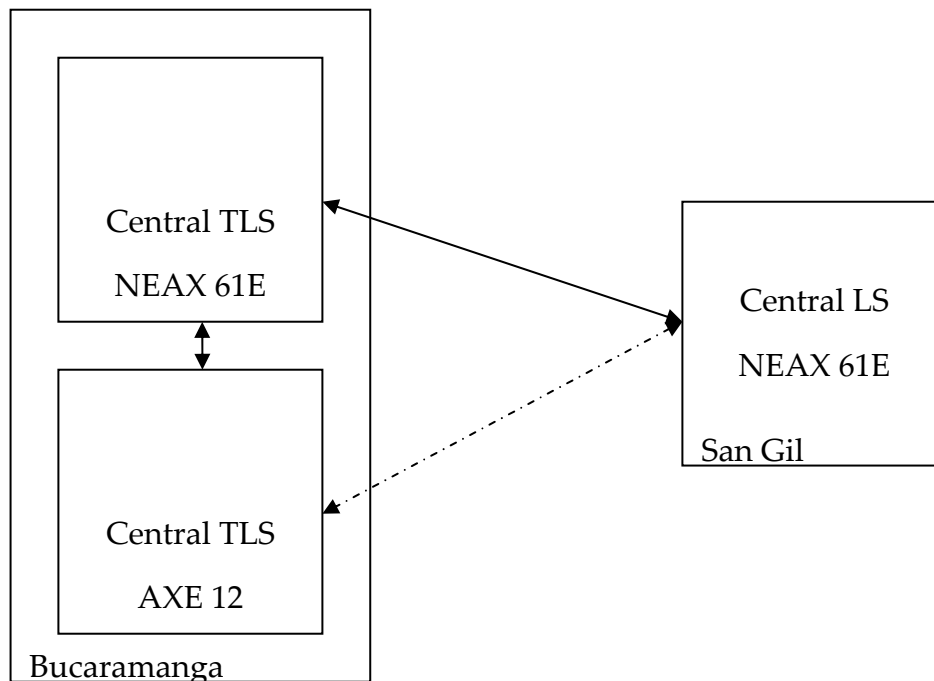 Central TLS
NEAX 61E
Central TLS
AXE 12
Bucaramanga
Central LS
NEAX 61E
San Gil